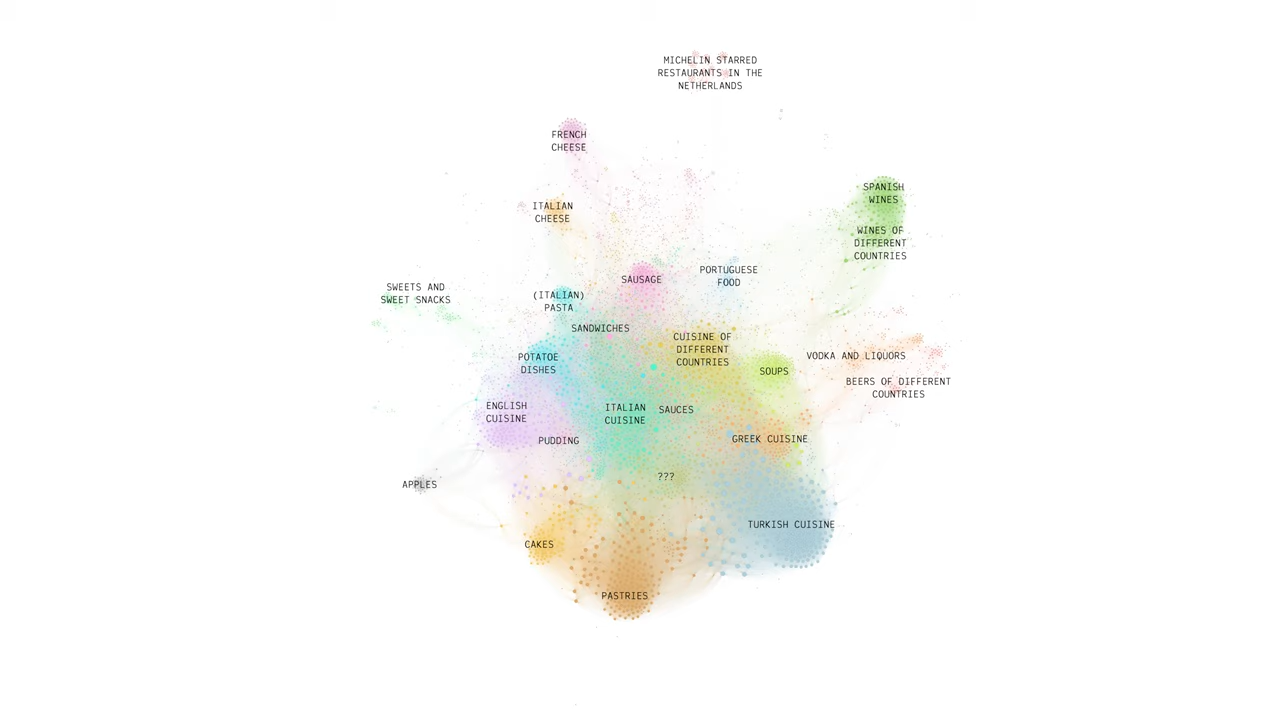 MICHELIN STARRED
RESTAURANTS IN THE
NETHERLANDS
FRENCH
CHEESE
SPANISH
WINES
ITALIAN
CHEESE
WINES OF
DIFFERENT
COUNTRIES
SAUSAGE
PORTUGUESE
FOOD
SWEETS AND
SWEET SNACKS
(ITALIAN)
PASTA
SANDWICHES
CUISINE OF
DIFFERENT
COUNTRIES
POTATOE
DISHES
SOUPS
VODKA AND LIQUORS
BEERS OF DIFFERENT
COUNTRIES
ENGLISH
CUISINE
ITALIAN
CUISINE
SAUCES
PUDDING
GREEK CUISINE
???
APPLES
TURKISH CUISINE
CAKES
PASTRIES